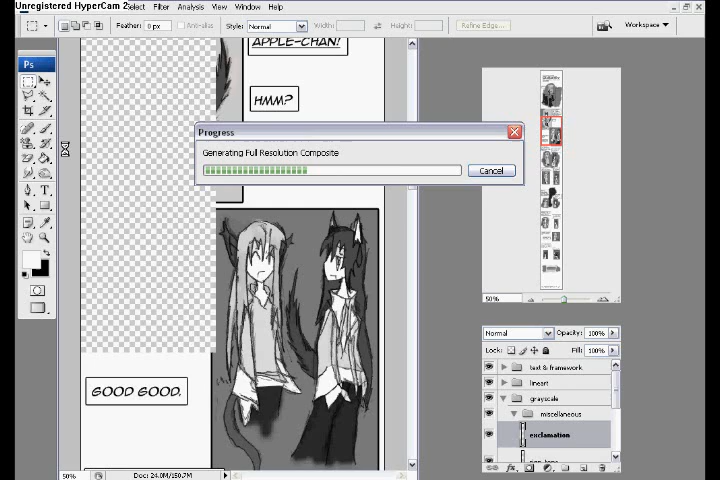 Unregistered HyperCam 2
Select Filter Analysis View Window Help
Feather: 0 px Anti-alias Style: Normal Width: Height: Refine Edge... Workspace
Ps
APPLE-CHAN!
HMM?
Progress
Generating Full Resolution Composite
Cancel
GOOD GOOD.
50%
Normal Opacity: 100%
Lock: Fill: 100%
text & framework
lineart
grayscale
miscellaneous
exclamation
50% Doc: 24.0M/150.7M